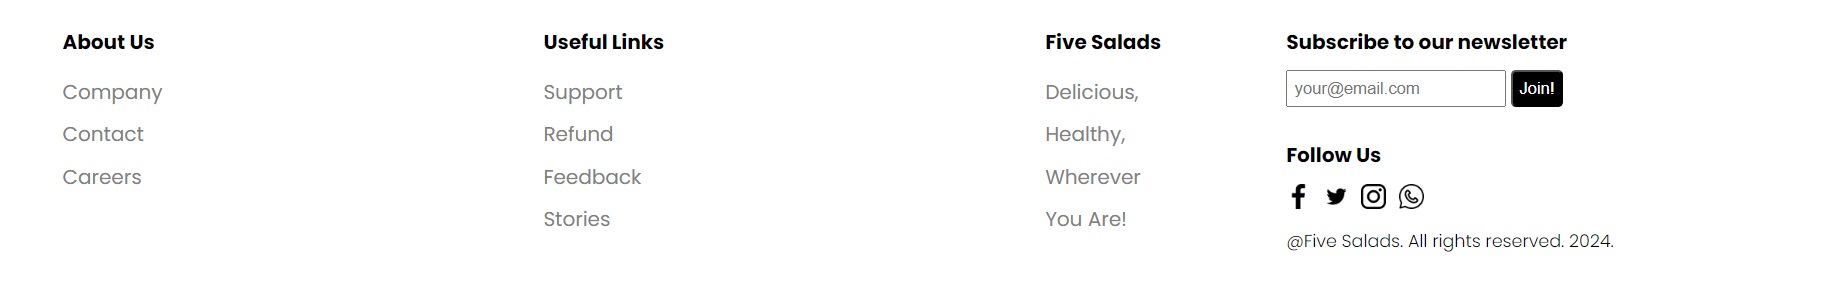 About Us
Company
Contact
Careers
Useful Links
Support
Refund
Feedback
Stories
Five Salads
Delicious,
Healthy,
Wherever
You Are!
Subscribe to our newsletter
your@email.com
Join!
Follow Us
@Five Salads. All rights reserved. 2024.